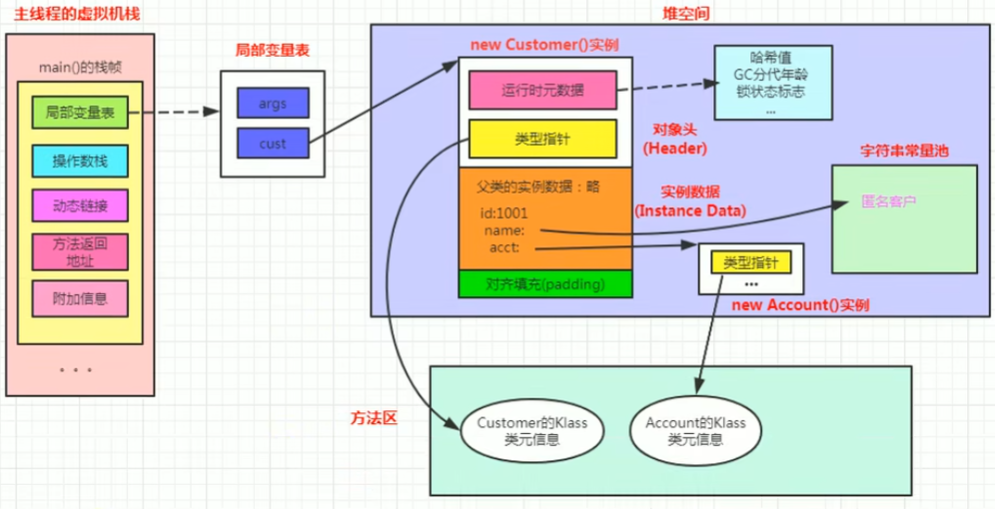 主线程的虚拟机栈
main()的栈帧
局部变量表
操作数栈
动态链接
方法返回
地址
附加信息
. . .
局部变量表
args
cust
堆空间
new Customer()实例
运行时元数据
类型指针
对象头
(Header)
哈希值
GC分代年龄
锁状态标志
...
父类的实例数据：略
id:1001
name:
acct:
实例数据
(Instance Data)
对齐填充(padding)
字符串常量池
匿名客户
类型指针
...
new Account()实例
方法区
Customer的Klass
类元信息
Account的Klass
类元信息